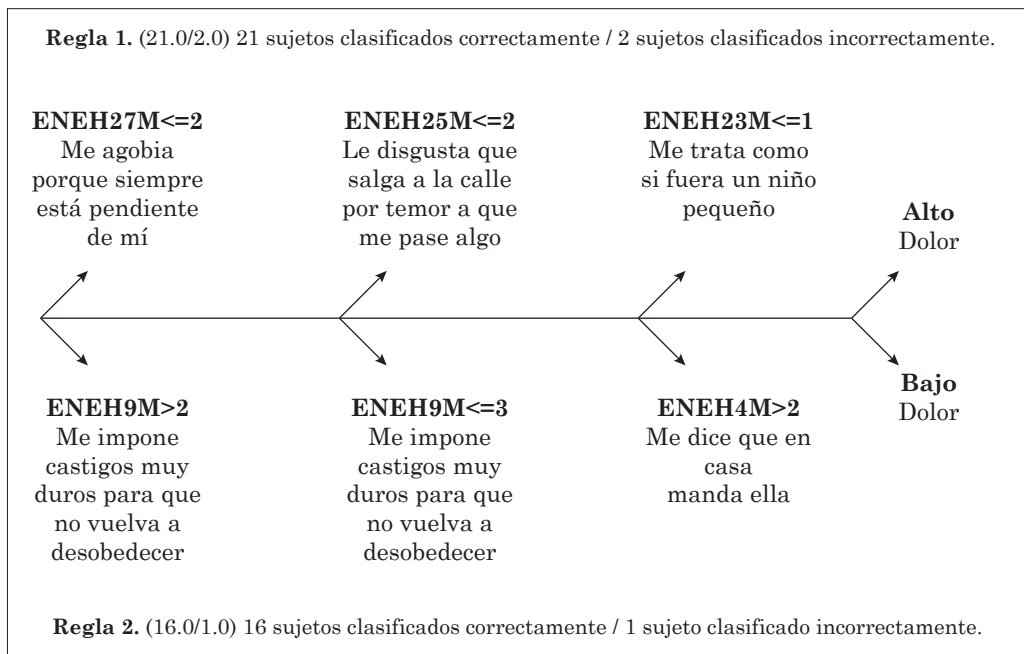 Regla 1. (21.0/2.0) 21 sujetos clasificados correctamente / 2 sujetos clasificados incorrectamente.
ENEH27M<=2
Me agobia
porque siempre
está pendiente
de mí
ENEH25M<=2
Le disgusta que
salga a la calle
por temor a que
me pase algo
ENEH23M<=1
Me trata como
si fuera un niño
pequeño
Alto
Dolor
ENEH9M>2
Me impone
castigos muy
duros para que
no vuelva a
desobedecer
ENEH9M<=3
Me impone
castigos muy
duros para que
no vuelva a
desobedecer
ENEH4M>2
Me dice que en
casa
manda ella
Bajo
Dolor
Regla 2. (16.0/1.0) 16 sujetos clasificados correctamente / 1 sujeto clasificado incorrectamente.